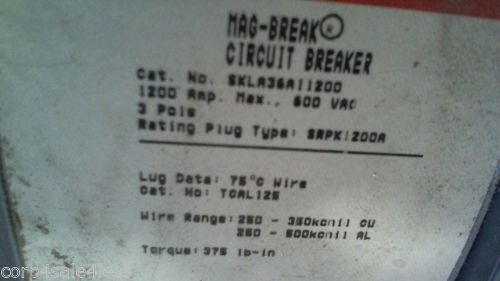 MAG-BREAK®
CIRCUIT BREAKER
Cat. No. SKLA36AI1200
1200 Amp. Max., 600 VAC
3 Pole
Rating Plug Type: SRPK1200A
Lug Data: 75°C Wire
Cat. No: TCAL125
Wire Range: 250 - 350kcmil CU
250 - 500kcmil AL
Torque: 375 lb-in